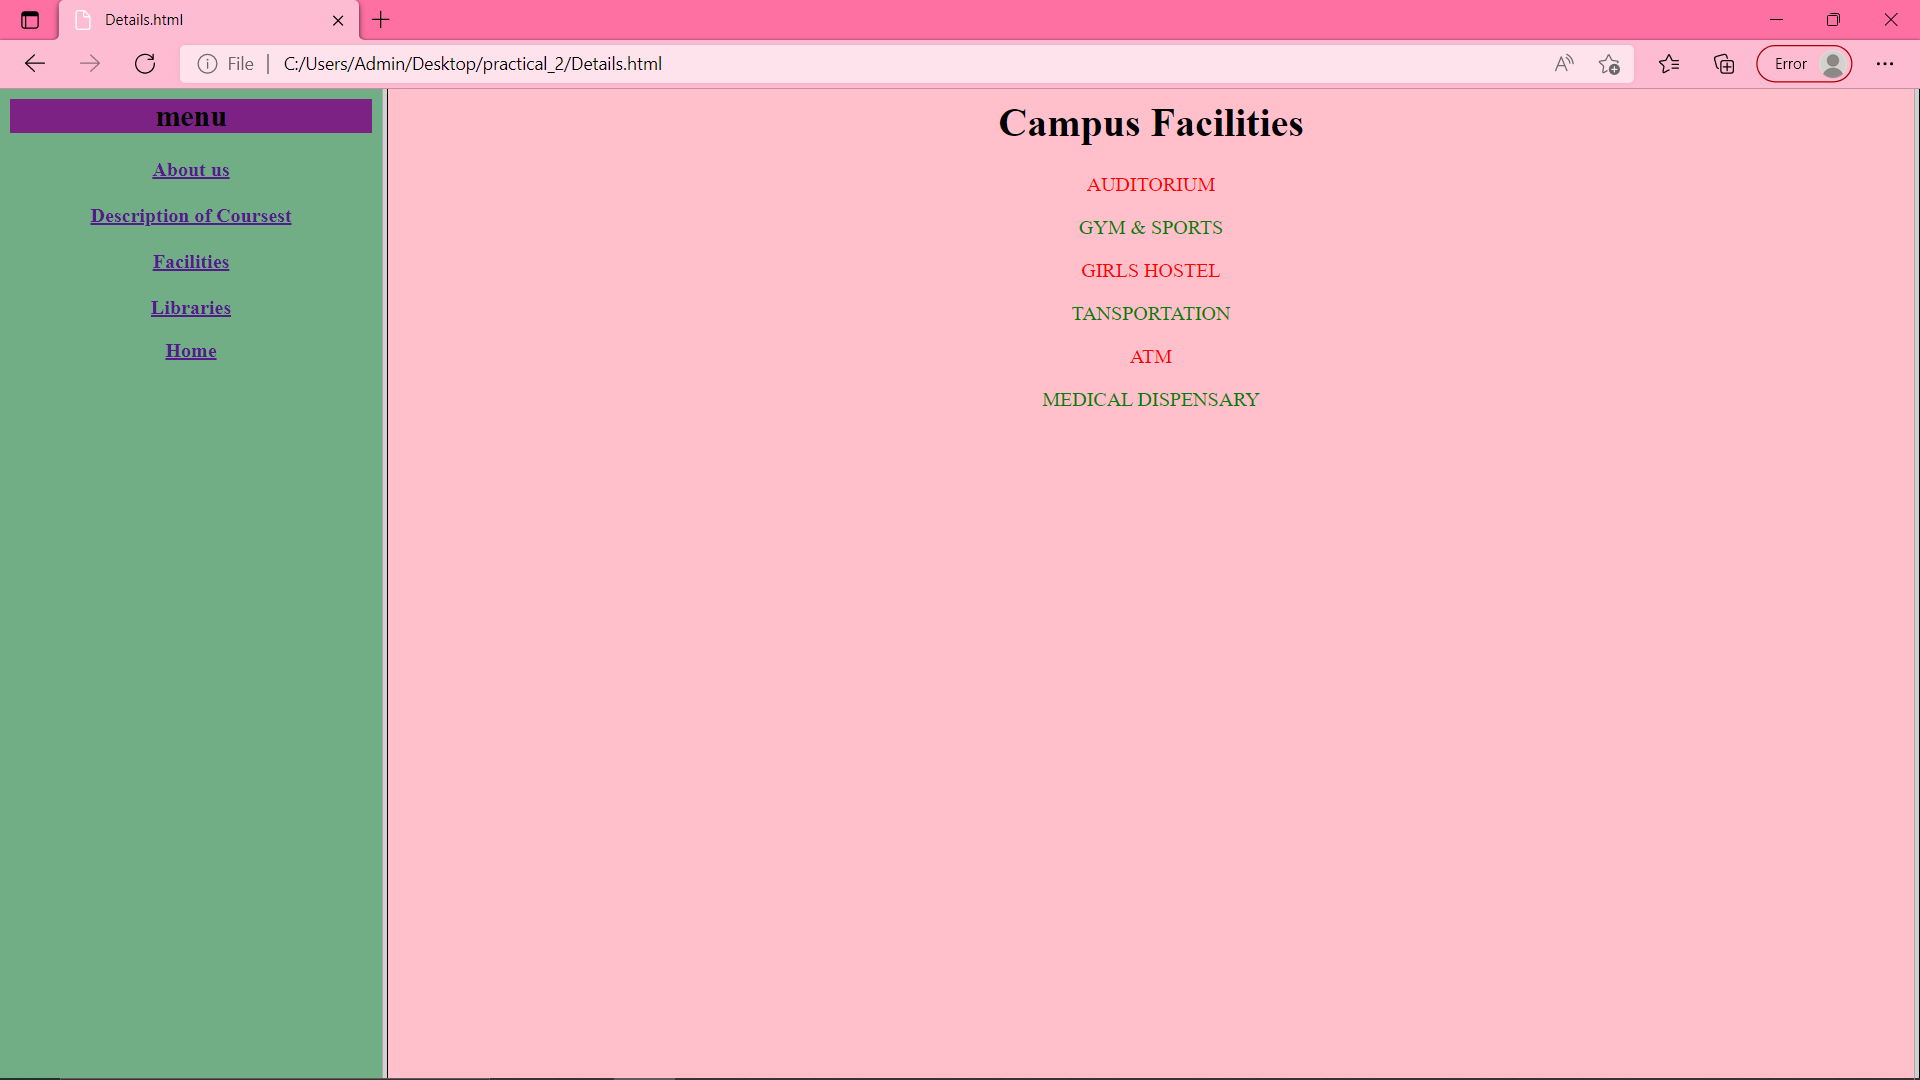 Details.html
File
C:/Users/Admin/Desktop/practical_2/Details.html
Error
menu
About us
Description of Coursest
Facilities
Libraries
Home
Campus Facilities
AUDITORIUM
GYM & SPORTS
GIRLS HOSTEL
TANSPORTATION
ATM
MEDICAL DISPENSARY